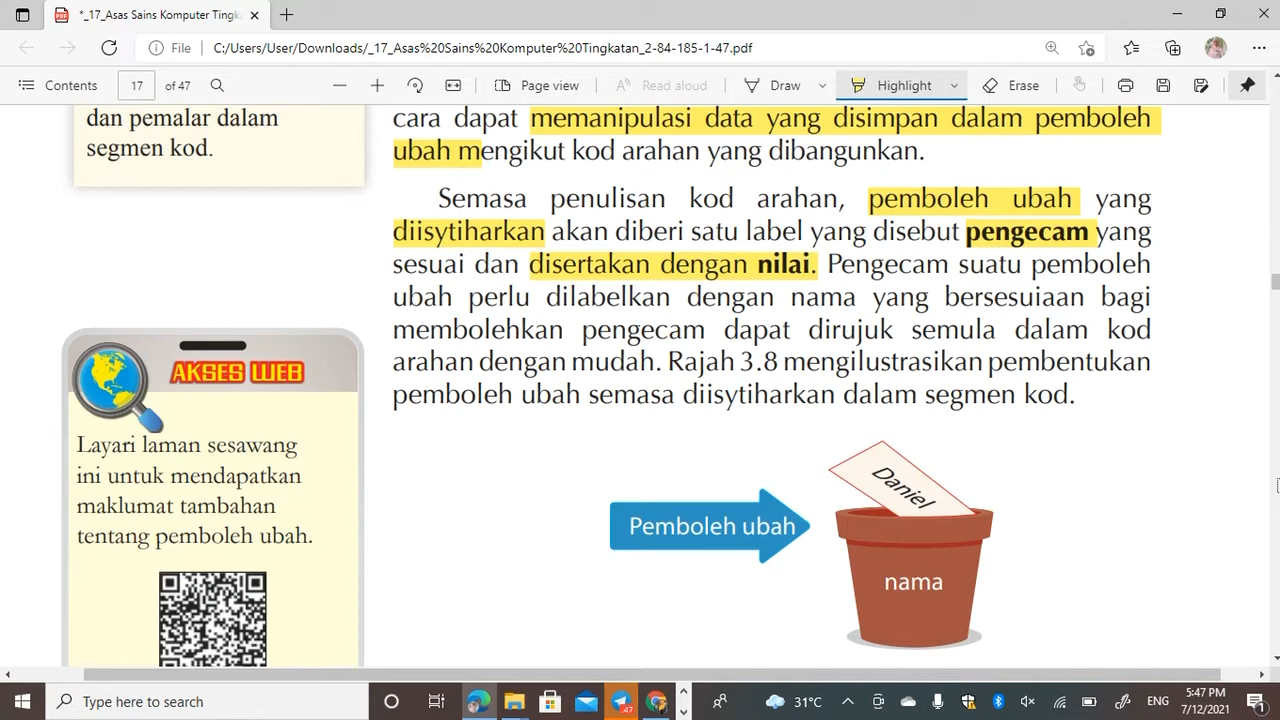 *_17_Asas Sains Komputer Tingk
File
C:/Users/User/Downloads/_17_Asas%20Sains%20Komputer%20Tingkatan_2-84-185-1-47.pdf
Contents
17
of 47
Page view
Read aloud
Draw
Highlight
Erase
dan pemalar dalam
segmen kod.
cara dapat memanipulasi data yang disimpan dalam pemboleh
ubah mengikut kod arahan yang dibangunkan.
Semasa penulisan kod arahan, pemboleh ubah yang
diisytiharkan akan diberi satu label yang disebut pengecam yang
sesuai dan disertakan dengan nilai. Pengecam suatu pemboleh
ubah perlu dilabelkan dengan nama yang bersesuaian bagi
membolehkan pengecam dapat dirujuk semula dalam kod
arahan dengan mudah. Rajah 3.8 mengilustrasikan pembentukan
pemboleh ubah semasa diisytiharkan dalam segmen kod.
AKSES WEB
Layari laman sesawang
ini untuk mendapatkan
maklumat tambahan
tentang pemboleh ubah.
Daniel
Pemboleh ubah
nama
Type here to search
47
31°C
ENG
5:47 PM
7/12/2021
1